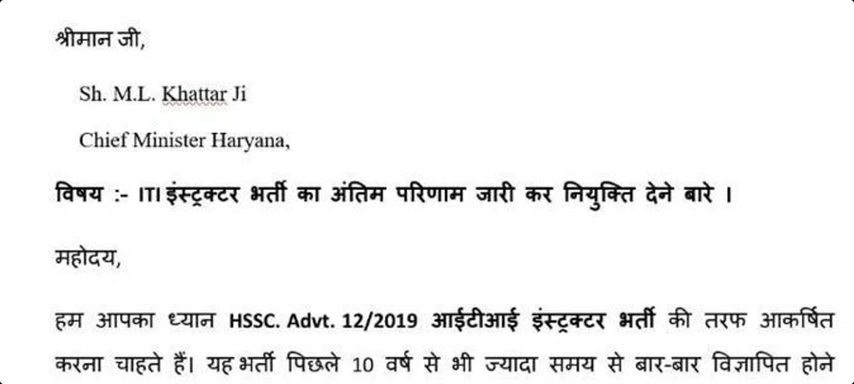 श्रीमान जी,
Sh. M.L. Khattar Ji
Chief Minister Haryana,
विषय :- ITI इंस्ट्रक्टर भर्ती का अंतिम परिणाम जारी कर नियुक्ति देने बारे ।
महोदय,
हम आपका ध्यान HSSC. Advt. 12/2019 आईटीआई इंस्ट्रक्टर भर्ती की तरफ आकर्षित
करना चाहते हैं। यह भर्ती पिछले 10 वर्ष से भी ज्यादा समय से बार-बार विज्ञापित होने